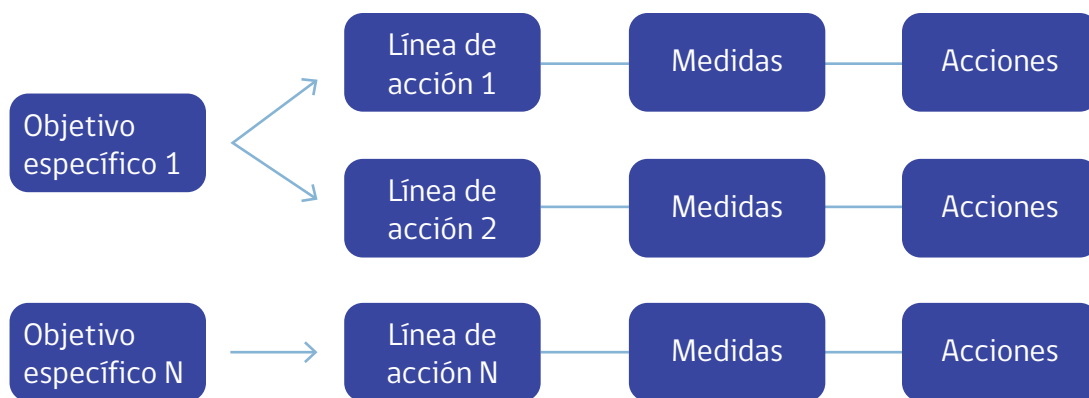 Línea de
acción 1
Medidas
Acciones
Objetivo
específico 1
Línea de
acción 2
Medidas
Acciones
Objetivo
específico N
Línea de
acción N
Medidas
Acciones